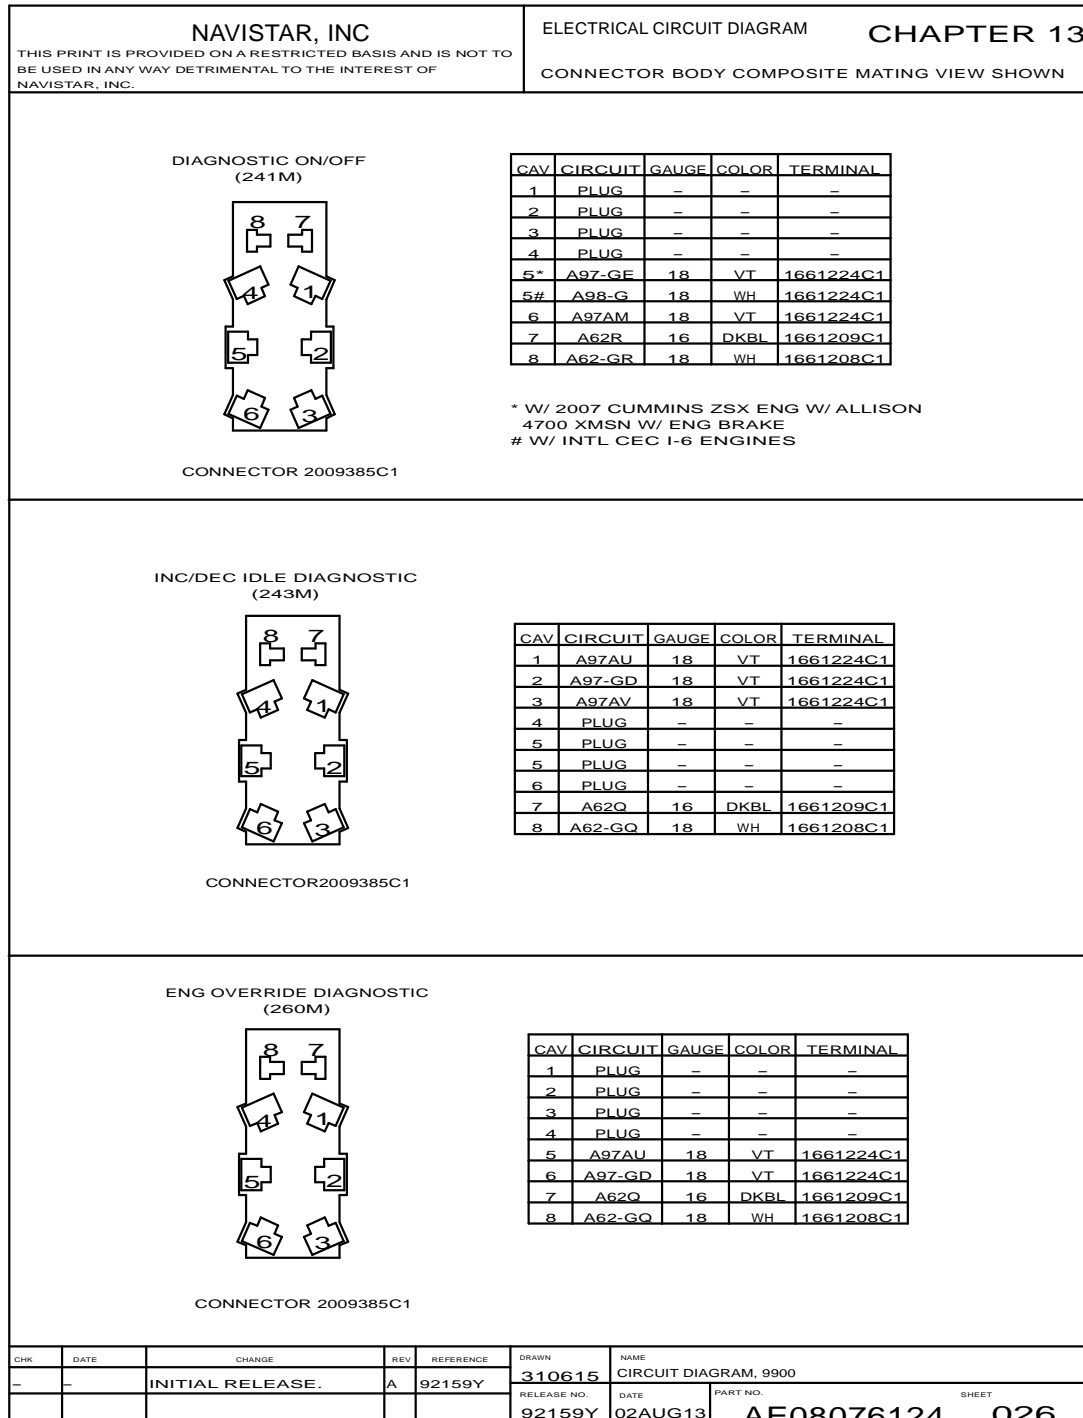 NAVISTAR, INC
THIS PRINT IS PROVIDED ON A RESTRICTED BASIS AND IS NOT TO
BE USED IN ANY WAY DETRIMENTAL TO THE INTEREST OF
NAVISTAR, INC.
ELECTRICAL CIRCUIT DIAGRAM CHAPTER 13
CONNECTOR BODY COMPOSITE MATING VIEW SHOWN
DIAGNOSTIC ON/OFF
(241M)
8 7
4 1
5 2
6 3
CONNECTOR 2009385C1
CAV CIRCUIT GAUGE COLOR TERMINAL
1 PLUG – – –
2 PLUG – – –
3 PLUG – – –
4 PLUG – – –
5* A97-GE 18 VT 1661224C1
5# A98-G 18 WH 1661224C1
6 A97AM 18 VT 1661224C1
7 A62R 16 DKBL 1661209C1
8 A62-GR 18 WH 1661208C1
* W/ 2007 CUMMINS ZSX ENG W/ ALLISON
4700 XMSN W/ ENG BRAKE
# W/ INTL CEC I-6 ENGINES
INC/DEC IDLE DIAGNOSTIC
(243M)
8 7
4 1
5 2
6 3
CONNECTOR2009385C1
CAV CIRCUIT GAUGE COLOR TERMINAL
1 A97AU 18 VT 1661224C1
2 A97-GD 18 VT 1661224C1
3 A97AV 18 VT 1661224C1
4 PLUG – – –
5 PLUG – – –
5 PLUG – – –
6 PLUG – – –
7 A62Q 16 DKBL 1661209C1
8 A62-GQ 18 WH 1661208C1
ENG OVERRIDE DIAGNOSTIC
(260M)
8 7
4 1
5 2
6 3
CONNECTOR 2009385C1
CAV CIRCUIT GAUGE COLOR TERMINAL
1 PLUG – – –
2 PLUG – – –
3 PLUG – – –
4 PLUG – – –
5 A97AU 18 VT 1661224C1
6 A97-GD 18 VT 1661224C1
7 A62Q 16 DKBL 1661209C1
8 A62-GQ 18 WH 1661208C1
CHK DATE CHANGE REV REFERENCE
– – INITIAL RELEASE. A 92159Y
DRAWN
310615
NAME
CIRCUIT DIAGRAM, 9900
RELEASE NO.
92159Y
DATE
02AUG13
PART NO.
AE08076124
SHEET
026